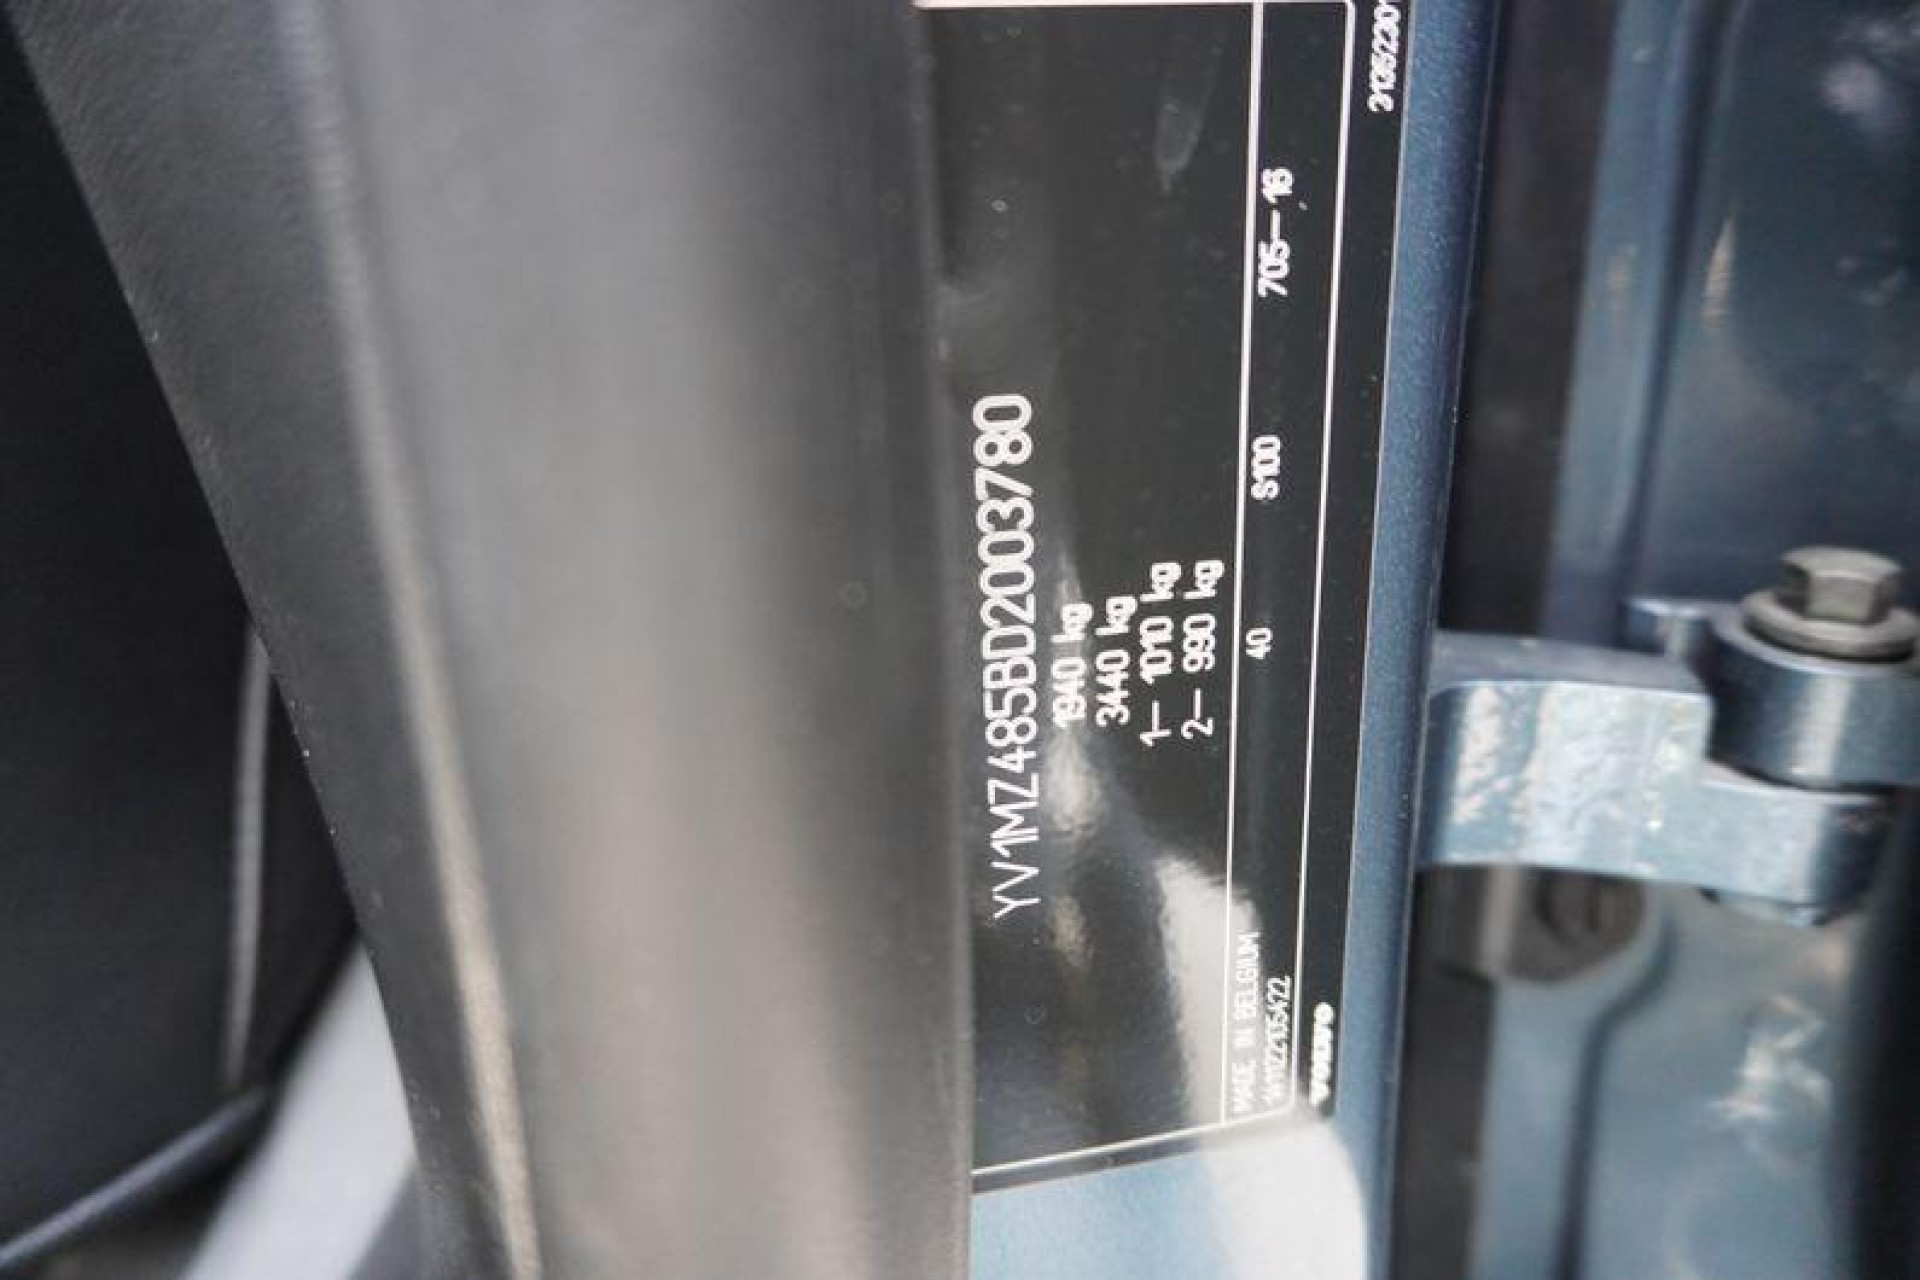 YV1MZ485BD2003780
1940 kg
3440 kg
1– 1010 kg
2– 990 kg
MADE IN BELGIUM 40 S100 705–16
VOLVO